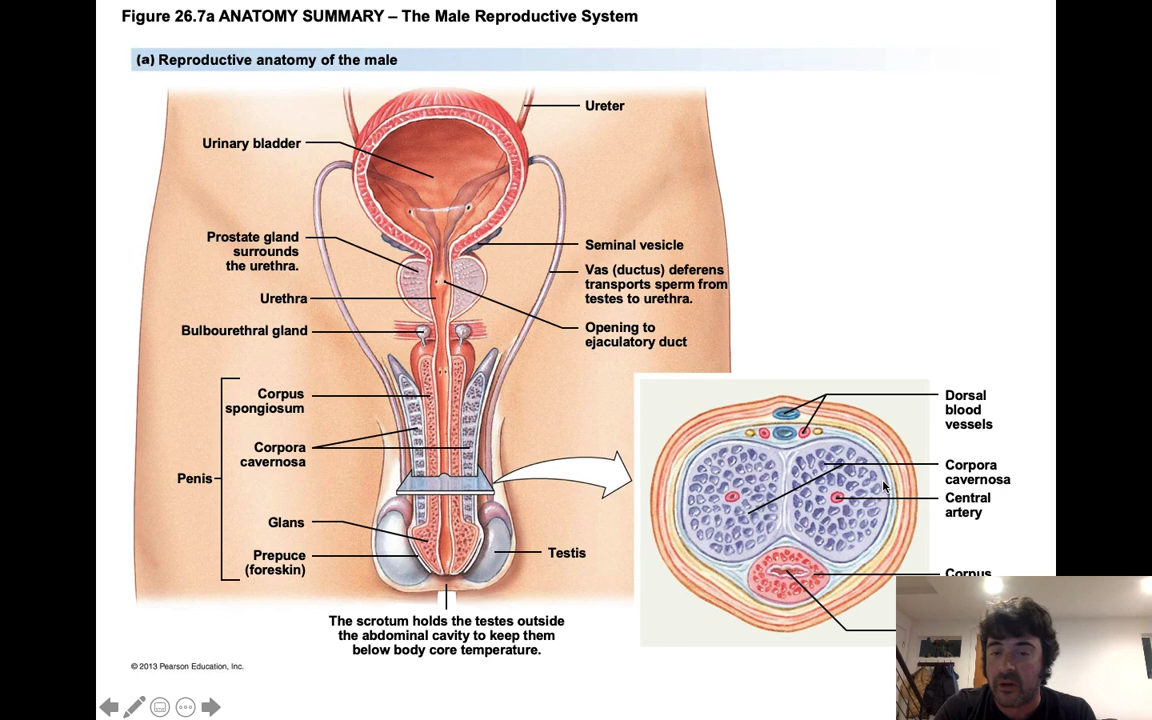 Figure 26.7a ANATOMY SUMMARY – The Male Reproductive System
(a) Reproductive anatomy of the male
Ureter
Urinary bladder
Prostate gland
surrounds
the urethra.
Seminal vesicle
Vas (ductus) deferens
transports sperm from
testes to urethra.
Urethra
Bulbourethral gland
Opening to
ejaculatory duct
Corpus
spongiosum
Corpora
cavernosa
Penis
Glans
Prepuce
(foreskin)
Testis
The scrotum holds the testes outside
the abdominal cavity to keep them
below body core temperature.
Dorsal
blood
vessels
Corpora
cavernosa
Central
artery
Corpus
© 2013 Pearson Education, Inc.